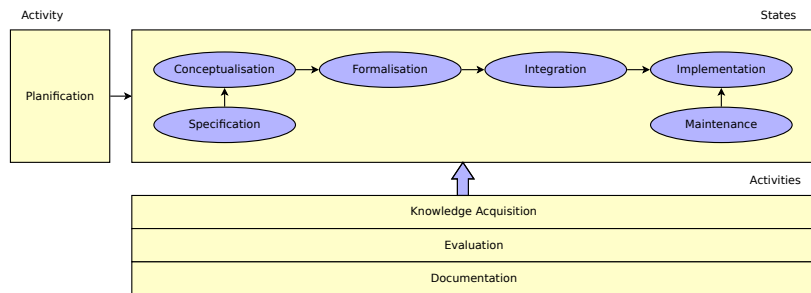 Activity
States
Planification
Conceptualisation
Formalisation
Integration
Implementation
Specification
Maintenance
Activities
Knowledge Acquisition
Evaluation
Documentation